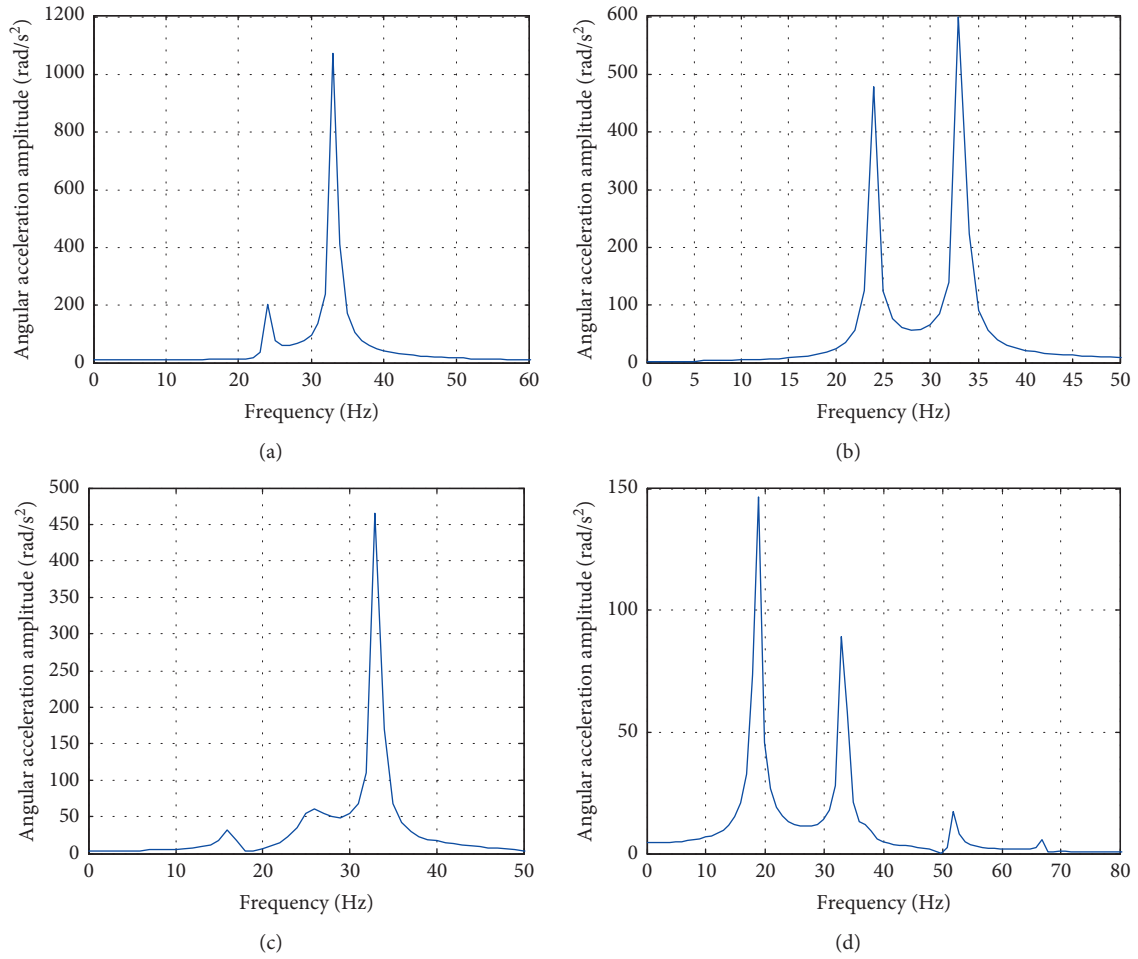 Angular acceleration amplitude (rad/s²)
1200
1000
800
600
400
200
0
0 10 20 30 40 50 60
Frequency (Hz)
(a)
Angular acceleration amplitude (rad/s²)
600
500
400
300
200
100
0
0 5 10 15 20 25 30 35 40 45 50
Frequency (Hz)
(b)
Angular acceleration amplitude (rad/s²)
500
450
400
350
300
250
200
150
100
50
0
0 10 20 30 40 50
Frequency (Hz)
(c)
Angular acceleration amplitude (rad/s²)
150
100
50
0
0 10 20 30 40 50 60 70 80
Frequency (Hz)
(d)